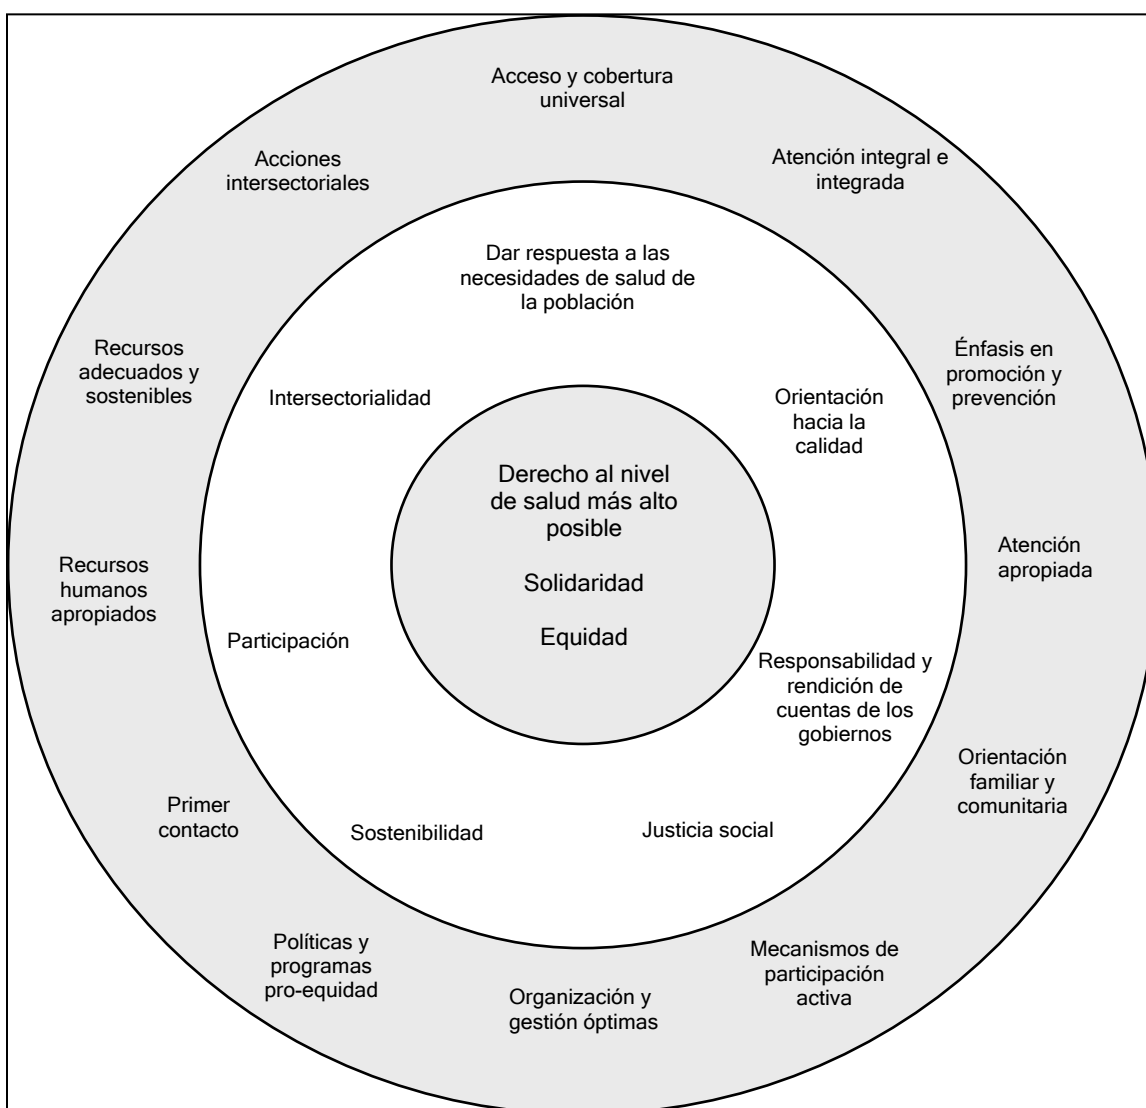 Acceso y cobertura
universal
Atención integral e
integrada
Énfasis en
promoción y
prevención
Atención
apropiada
Orientación
familiar y
comunitaria
Mecanismos de
participación
activa
Organización y
gestión óptimas
Políticas y
programas
pro-equidad
Primer
contacto
Recursos
humanos
apropiados
Recursos
adecuados y
sostenibles
Acciones
intersectoriales
Dar respuesta a las
necesidades de salud de
la población
Orientación
hacia la
calidad
Responsabilidad y
rendición de
cuentas de los
gobiernos
Justicia social
Sostenibilidad
Participación
Intersectorialidad
Derecho al nivel
de salud más alto
posible
Solidaridad
Equidad